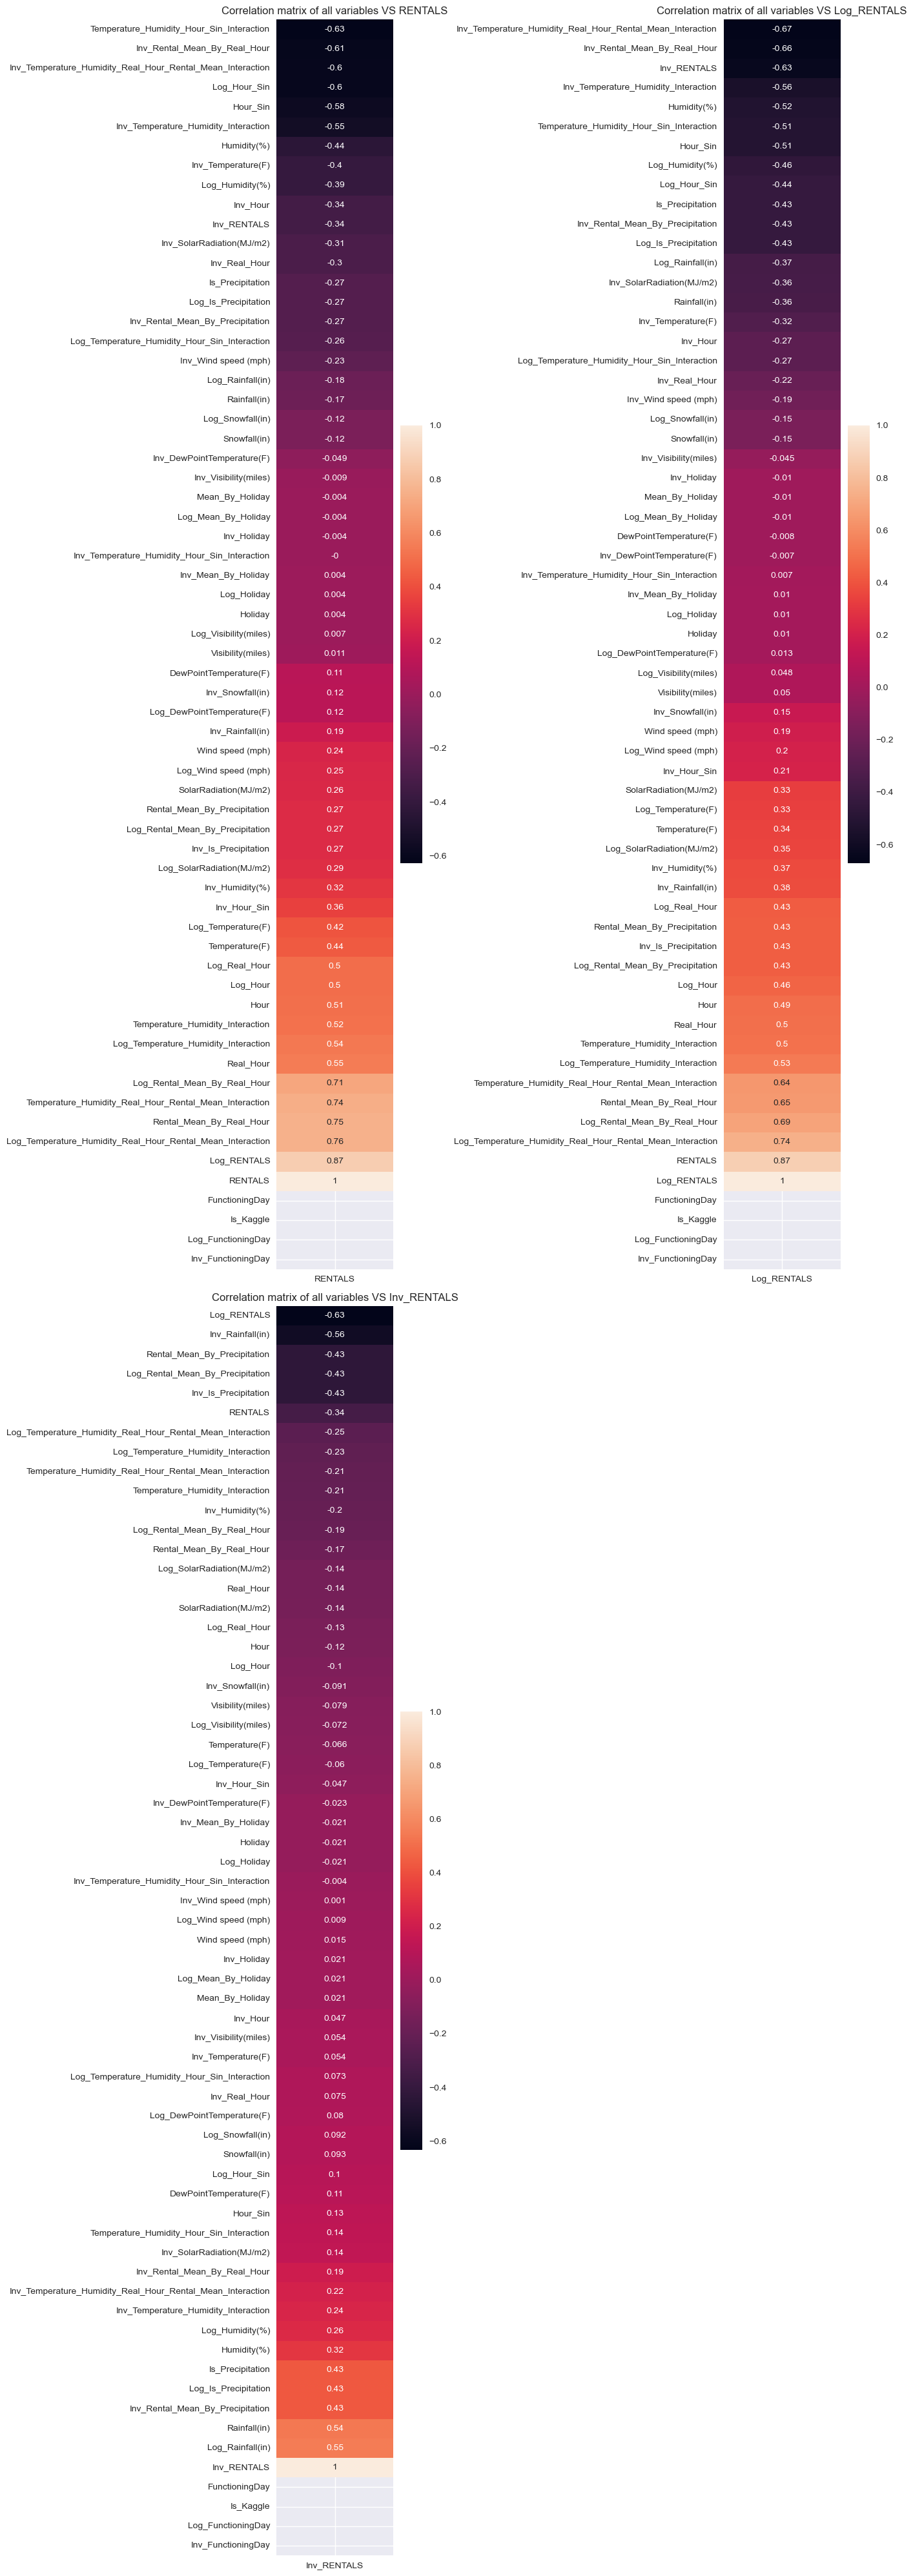 Correlation matrix of all variables VS RENTALS
Temperature_Humidity_Hour_Sin_Interaction -0.63
Inv_Rental_Mean_By_Real_Hour -0.61
Inv_Temperature_Humidity_Real_Hour_Rental_Mean_Interaction -0.6
Log_Hour_Sin -0.6
Hour_Sin -0.58
Inv_Temperature_Humidity_Interaction -0.55
Humidity(%) -0.44
Inv_Temperature(F) -0.4
Log_Humidity(%) -0.39
Inv_Hour -0.34
Inv_RENTALS -0.34
Inv_SolarRadiation(MJ/m2) -0.31
Inv_Real_Hour -0.3
Is_Precipitation -0.27
Log_Is_Precipitation -0.27
Inv_Rental_Mean_By_Precipitation -0.27
Log_Temperature_Humidity_Hour_Sin_Interaction -0.26
Inv_Wind speed (mph) -0.23
Log_Rainfall(in) -0.18
Rainfall(in) -0.17
Log_Snowfall(in) -0.12
Snowfall(in) -0.12
Inv_DewPointTemperature(F) -0.049
Inv_Visibility(miles) -0.009
Mean_By_Holiday -0.004
Log_Mean_By_Holiday -0.004
Inv_Holiday -0.004
Inv_Temperature_Humidity_Hour_Sin_Interaction -0
Inv_Mean_By_Holiday 0.004
Log_Holiday 0.004
Holiday 0.004
Log_Visibility(miles) 0.007
Visibility(miles) 0.011
DewPointTemperature(F) 0.11
Inv_Snowfall(in) 0.12
Log_DewPointTemperature(F) 0.12
Inv_Rainfall(in) 0.19
Wind speed (mph) 0.24
Log_Wind speed (mph) 0.25
SolarRadiation(MJ/m2) 0.26
Rental_Mean_By_Precipitation 0.27
Log_Rental_Mean_By_Precipitation 0.27
Inv_Is_Precipitation 0.27
Log_SolarRadiation(MJ/m2) 0.29
Inv_Humidity(%) 0.32
Inv_Hour_Sin 0.36
Log_Temperature(F) 0.42
Temperature(F) 0.44
Log_Real_Hour 0.5
Log_Hour 0.5
Hour 0.51
Temperature_Humidity_Interaction 0.52
Log_Temperature_Humidity_Interaction 0.54
Real_Hour 0.55
Log_Rental_Mean_By_Real_Hour 0.71
Temperature_Humidity_Real_Hour_Rental_Mean_Interaction 0.74
Rental_Mean_By_Real_Hour 0.75
Log_Temperature_Humidity_Real_Hour_Rental_Mean_Interaction 0.76
Log_RENTALS 0.87
RENTALS 1
FunctioningDay
Is_Kaggle
Log_FunctioningDay
Inv_FunctioningDay
RENTALS
1.0
0.8
0.6
0.4
0.2
0.0
−0.2
−0.4
−0.6
Correlation matrix of all variables VS Log_RENTALS
Inv_Temperature_Humidity_Real_Hour_Rental_Mean_Interaction -0.67
Inv_Rental_Mean_By_Real_Hour -0.66
Inv_RENTALS -0.63
Inv_Temperature_Humidity_Interaction -0.56
Humidity(%) -0.52
Temperature_Humidity_Hour_Sin_Interaction -0.51
Hour_Sin -0.51
Log_Humidity(%) -0.46
Log_Hour_Sin -0.44
Is_Precipitation -0.43
Inv_Rental_Mean_By_Precipitation -0.43
Log_Is_Precipitation -0.43
Log_Rainfall(in) -0.37
Inv_SolarRadiation(MJ/m2) -0.36
Rainfall(in) -0.36
Inv_Temperature(F) -0.32
Inv_Hour -0.27
Log_Temperature_Humidity_Hour_Sin_Interaction -0.27
Inv_Real_Hour -0.22
Inv_Wind speed (mph) -0.19
Log_Snowfall(in) -0.15
Snowfall(in) -0.15
Inv_Visibility(miles) -0.045
Inv_Holiday -0.01
Mean_By_Holiday -0.01
Log_Mean_By_Holiday -0.01
DewPointTemperature(F) -0.008
Inv_DewPointTemperature(F) -0.007
Inv_Temperature_Humidity_Hour_Sin_Interaction 0.007
Inv_Mean_By_Holiday 0.01
Log_Holiday 0.01
Holiday 0.01
Log_DewPointTemperature(F) 0.013
Log_Visibility(miles) 0.048
Visibility(miles) 0.05
Inv_Snowfall(in) 0.15
Wind speed (mph) 0.19
Log_Wind speed (mph) 0.2
Inv_Hour_Sin 0.21
SolarRadiation(MJ/m2) 0.33
Log_Temperature(F) 0.33
Temperature(F) 0.34
Log_SolarRadiation(MJ/m2) 0.35
Inv_Humidity(%) 0.37
Inv_Rainfall(in) 0.38
Log_Real_Hour 0.43
Rental_Mean_By_Precipitation 0.43
Inv_Is_Precipitation 0.43
Log_Rental_Mean_By_Precipitation 0.43
Log_Hour 0.46
Hour 0.49
Real_Hour 0.5
Temperature_Humidity_Interaction 0.5
Log_Temperature_Humidity_Interaction 0.53
Temperature_Humidity_Real_Hour_Rental_Mean_Interaction 0.64
Rental_Mean_By_Real_Hour 0.65
Log_Rental_Mean_By_Real_Hour 0.69
Log_Temperature_Humidity_Real_Hour_Rental_Mean_Interaction 0.74
RENTALS 0.87
Log_RENTALS 1
FunctioningDay
Is_Kaggle
Log_FunctioningDay
Inv_FunctioningDay
Log_RENTALS
1.0
0.8
0.6
0.4
0.2
0.0
−0.2
−0.4
−0.6
Correlation matrix of all variables VS Inv_RENTALS
Log_RENTALS -0.63
Inv_Rainfall(in) -0.56
Rental_Mean_By_Precipitation -0.43
Log_Rental_Mean_By_Precipitation -0.43
Inv_Is_Precipitation -0.43
RENTALS -0.34
Log_Temperature_Humidity_Real_Hour_Rental_Mean_Interaction -0.25
Log_Temperature_Humidity_Interaction -0.23
Temperature_Humidity_Real_Hour_Rental_Mean_Interaction -0.21
Temperature_Humidity_Interaction -0.21
Inv_Humidity(%) -0.2
Log_Rental_Mean_By_Real_Hour -0.19
Rental_Mean_By_Real_Hour -0.17
Log_SolarRadiation(MJ/m2) -0.14
Real_Hour -0.14
SolarRadiation(MJ/m2) -0.14
Log_Real_Hour -0.13
Hour -0.12
Log_Hour -0.1
Inv_Snowfall(in) -0.091
Visibility(miles) -0.079
Log_Visibility(miles) -0.072
Temperature(F) -0.066
Log_Temperature(F) -0.06
Inv_Hour_Sin -0.047
Inv_DewPointTemperature(F) -0.023
Inv_Mean_By_Holiday -0.021
Holiday -0.021
Log_Holiday -0.021
Inv_Temperature_Humidity_Hour_Sin_Interaction -0.004
Inv_Wind speed (mph) 0.001
Log_Wind speed (mph) 0.009
Wind speed (mph) 0.015
Inv_Holiday 0.021
Log_Mean_By_Holiday 0.021
Mean_By_Holiday 0.021
Inv_Hour 0.047
Inv_Visibility(miles) 0.054
Inv_Temperature(F) 0.054
Log_Temperature_Humidity_Hour_Sin_Interaction 0.073
Inv_Real_Hour 0.075
Log_DewPointTemperature(F) 0.08
Log_Snowfall(in) 0.092
Snowfall(in) 0.093
Log_Hour_Sin 0.1
DewPointTemperature(F) 0.11
Hour_Sin 0.13
Temperature_Humidity_Hour_Sin_Interaction 0.14
Inv_SolarRadiation(MJ/m2) 0.14
Inv_Rental_Mean_By_Real_Hour 0.19
Inv_Temperature_Humidity_Real_Hour_Rental_Mean_Interaction 0.22
Inv_Temperature_Humidity_Interaction 0.24
Log_Humidity(%) 0.26
Humidity(%) 0.32
Is_Precipitation 0.43
Log_Is_Precipitation 0.43
Inv_Rental_Mean_By_Precipitation 0.43
Rainfall(in) 0.54
Log_Rainfall(in) 0.55
Inv_RENTALS 1
FunctioningDay
Is_Kaggle
Log_FunctioningDay
Inv_FunctioningDay
Inv_RENTALS
1.0
0.8
0.6
0.4
0.2
0.0
−0.2
−0.4
−0.6